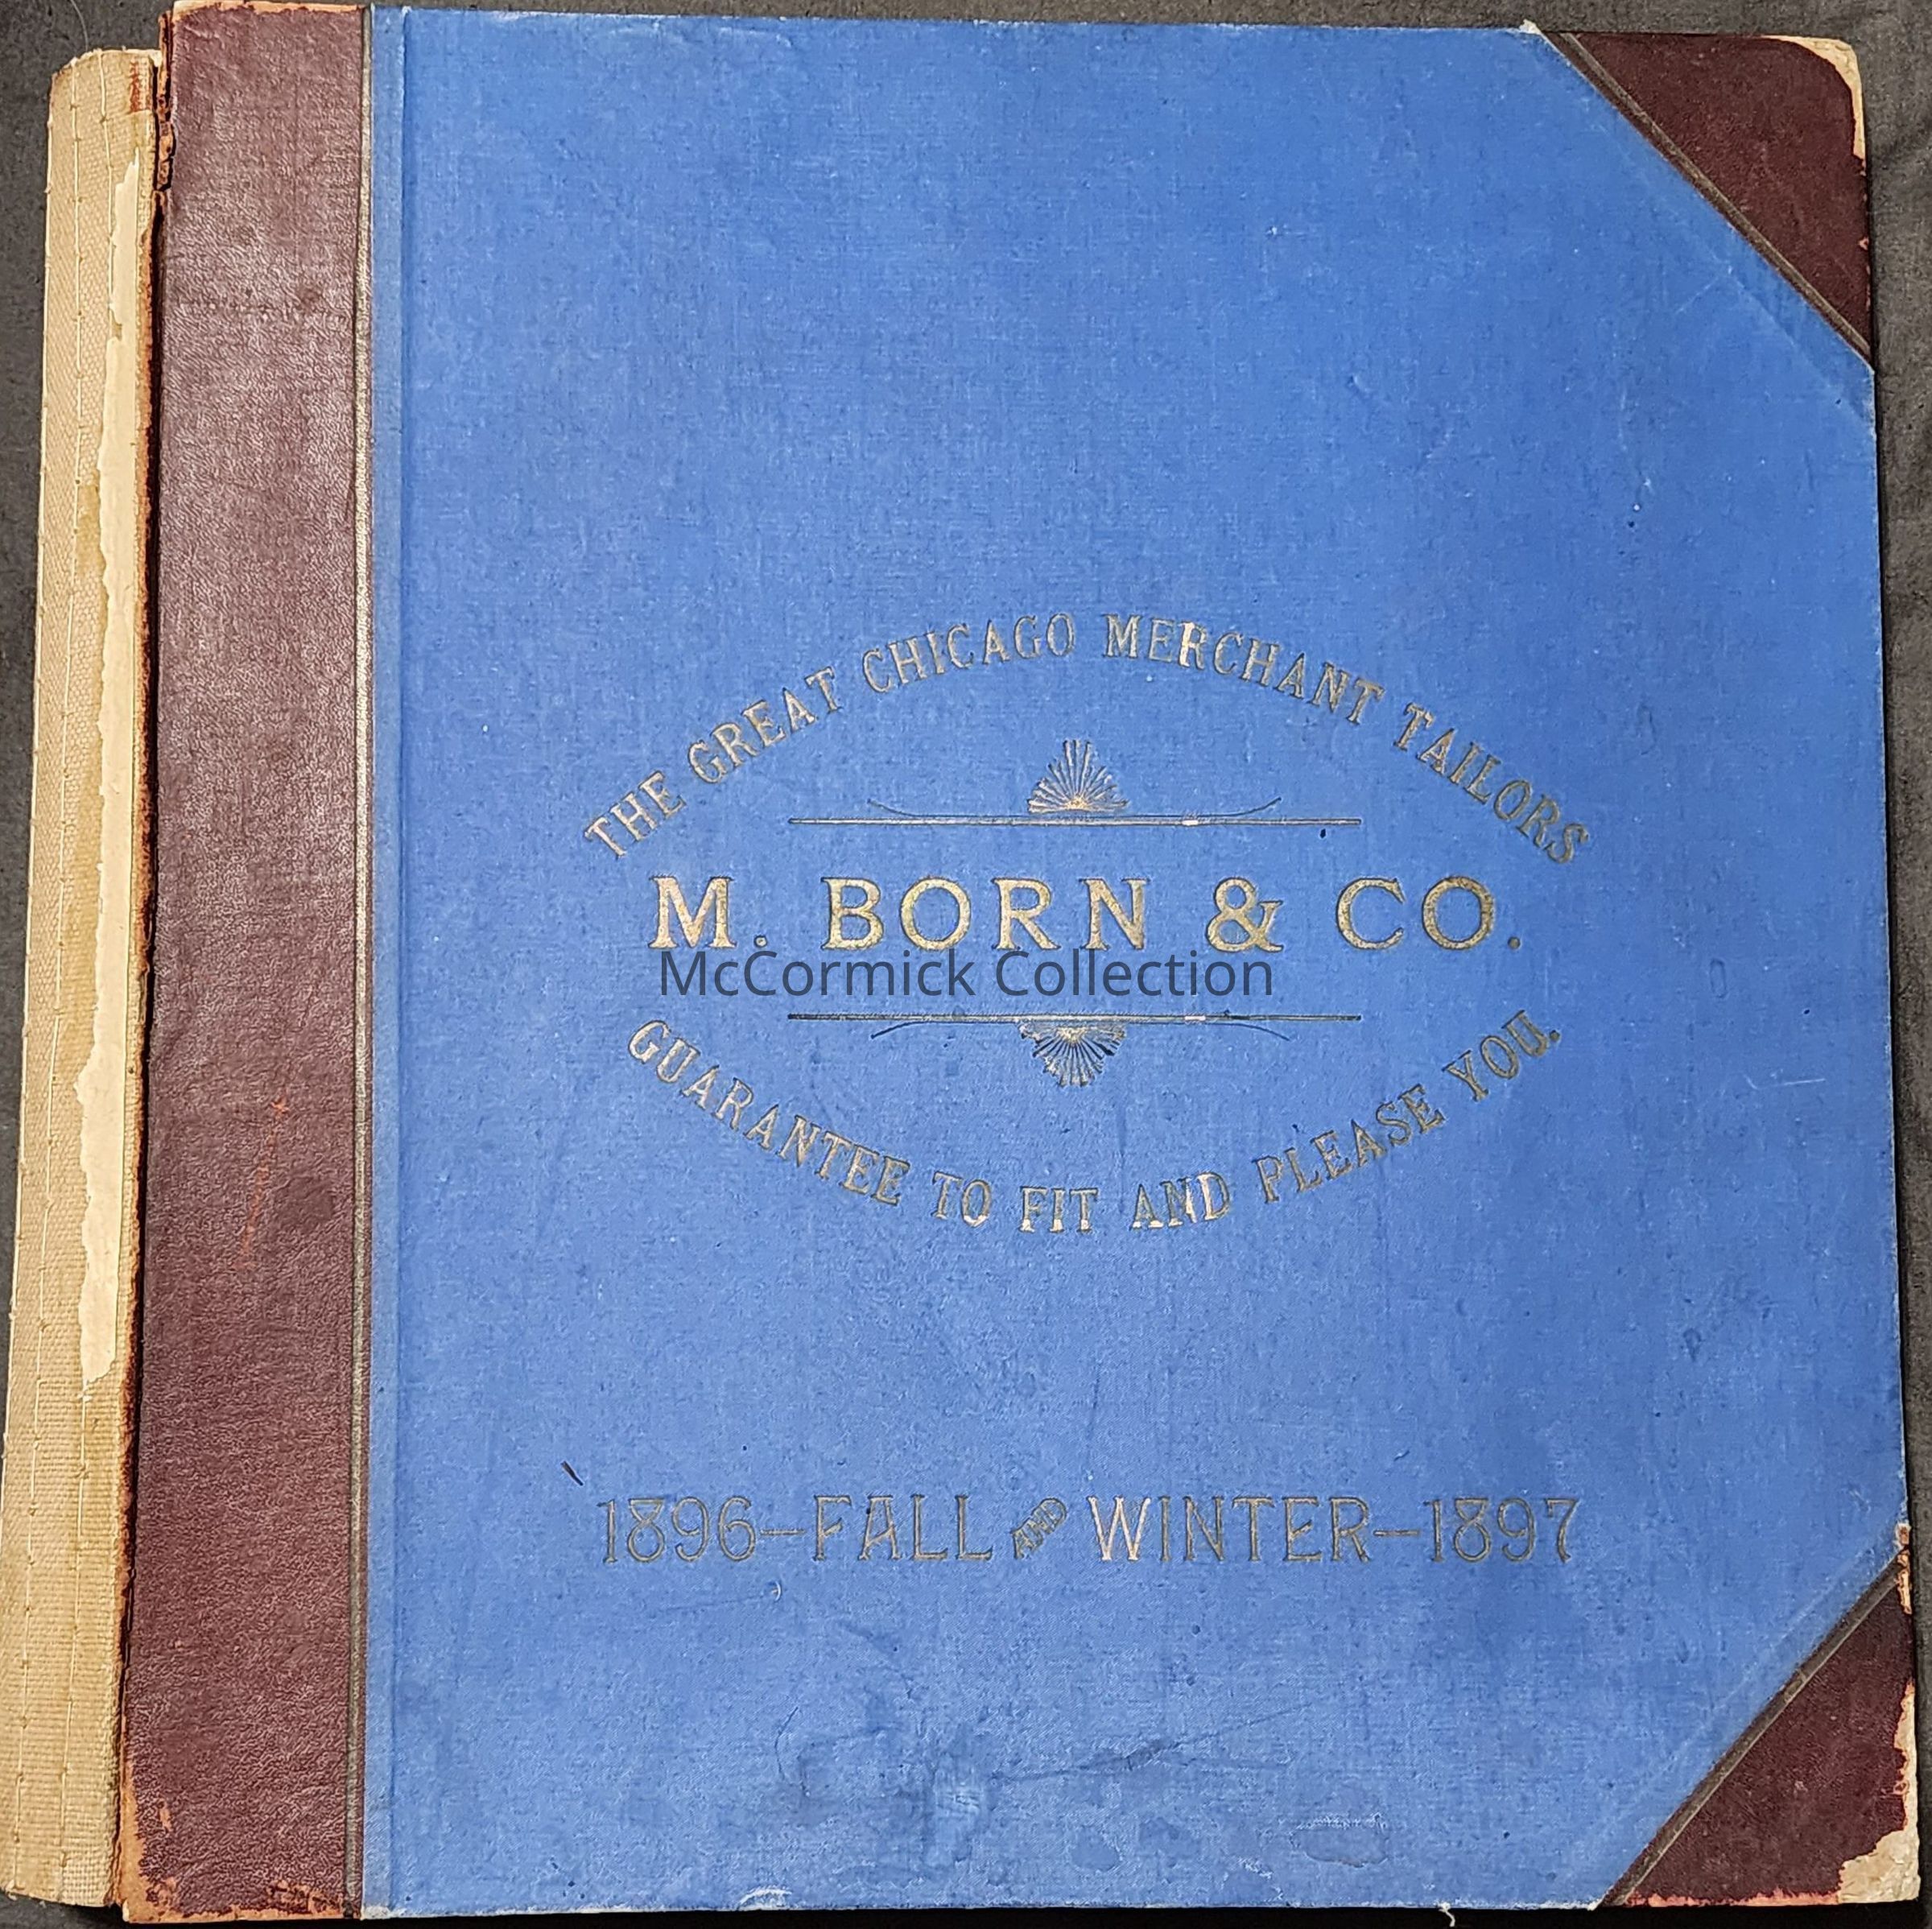 THE GREAT CHICAGO MERCHANT TAILORS
M. BORN & CO.
McCormick Collection
GUARANTEE TO FIT AND PLEASE YOU.
1896—FALL AND WINTER—1897